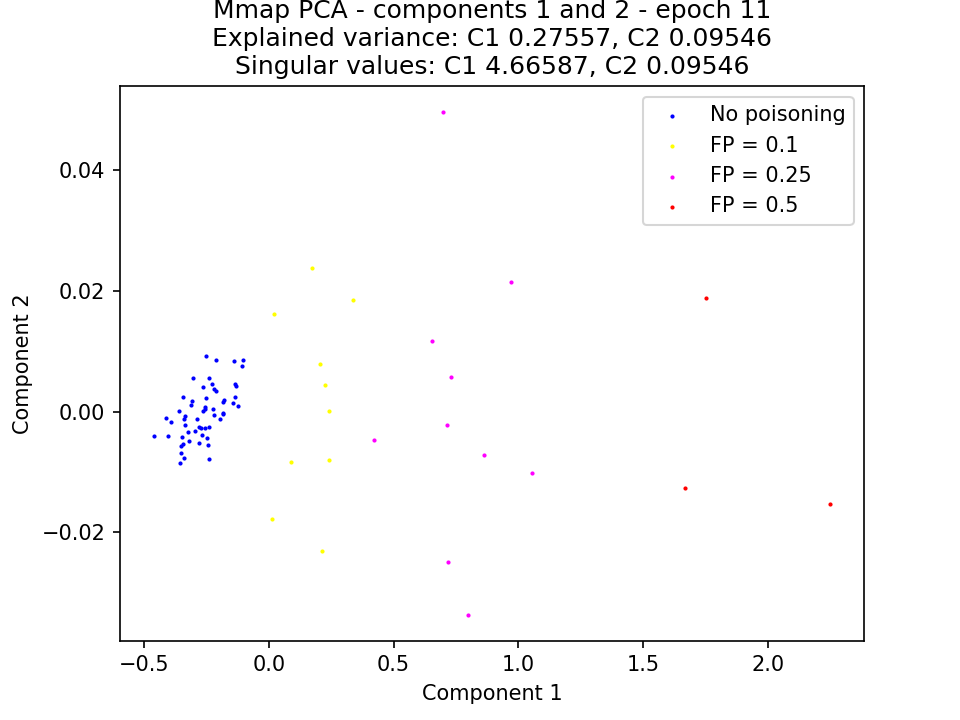 Mmap PCA - components 1 and 2 - epoch 11
Explained variance: C1 0.27557, C2 0.09546
Singular values: C1 4.66587, C2 0.09546
No poisoning
FP = 0.1
FP = 0.25
FP = 0.5
0.04
0.02
0.00
−0.02
Component 2
−0.5
0.0
0.5
1.0
1.5
2.0
Component 1